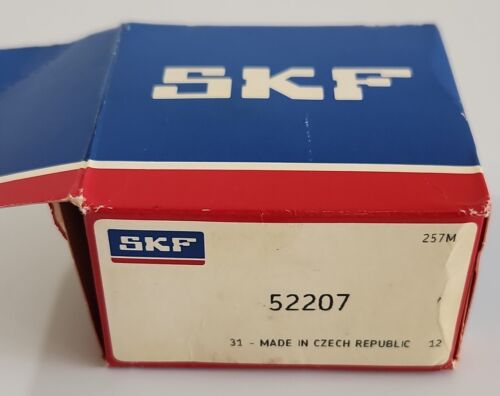 SKF
SKF
257M
52207
31 - MADE IN CZECH REPUBLIC 12